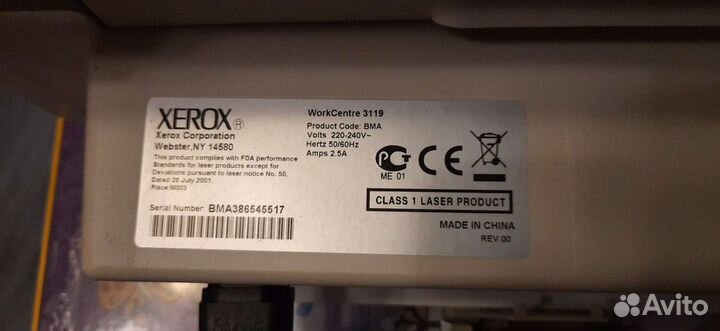 XEROX®
Xerox Corporation
Webster,NY 14580
This product complies with FDA performance
Standards for laser products except for
Deviations pursuant to laser notice No. 50,
Dated 26 July 2001.
Place:M003
Serial Number: BMA386545517
WorkCentre 3119
Product Code: BMA
Volts 220-240V~
Hertz 50/60Hz
Amps 2.5A
РСТ
ME 01
CE
CLASS 1 LASER PRODUCT
MADE IN CHINA
REV 00
Avito